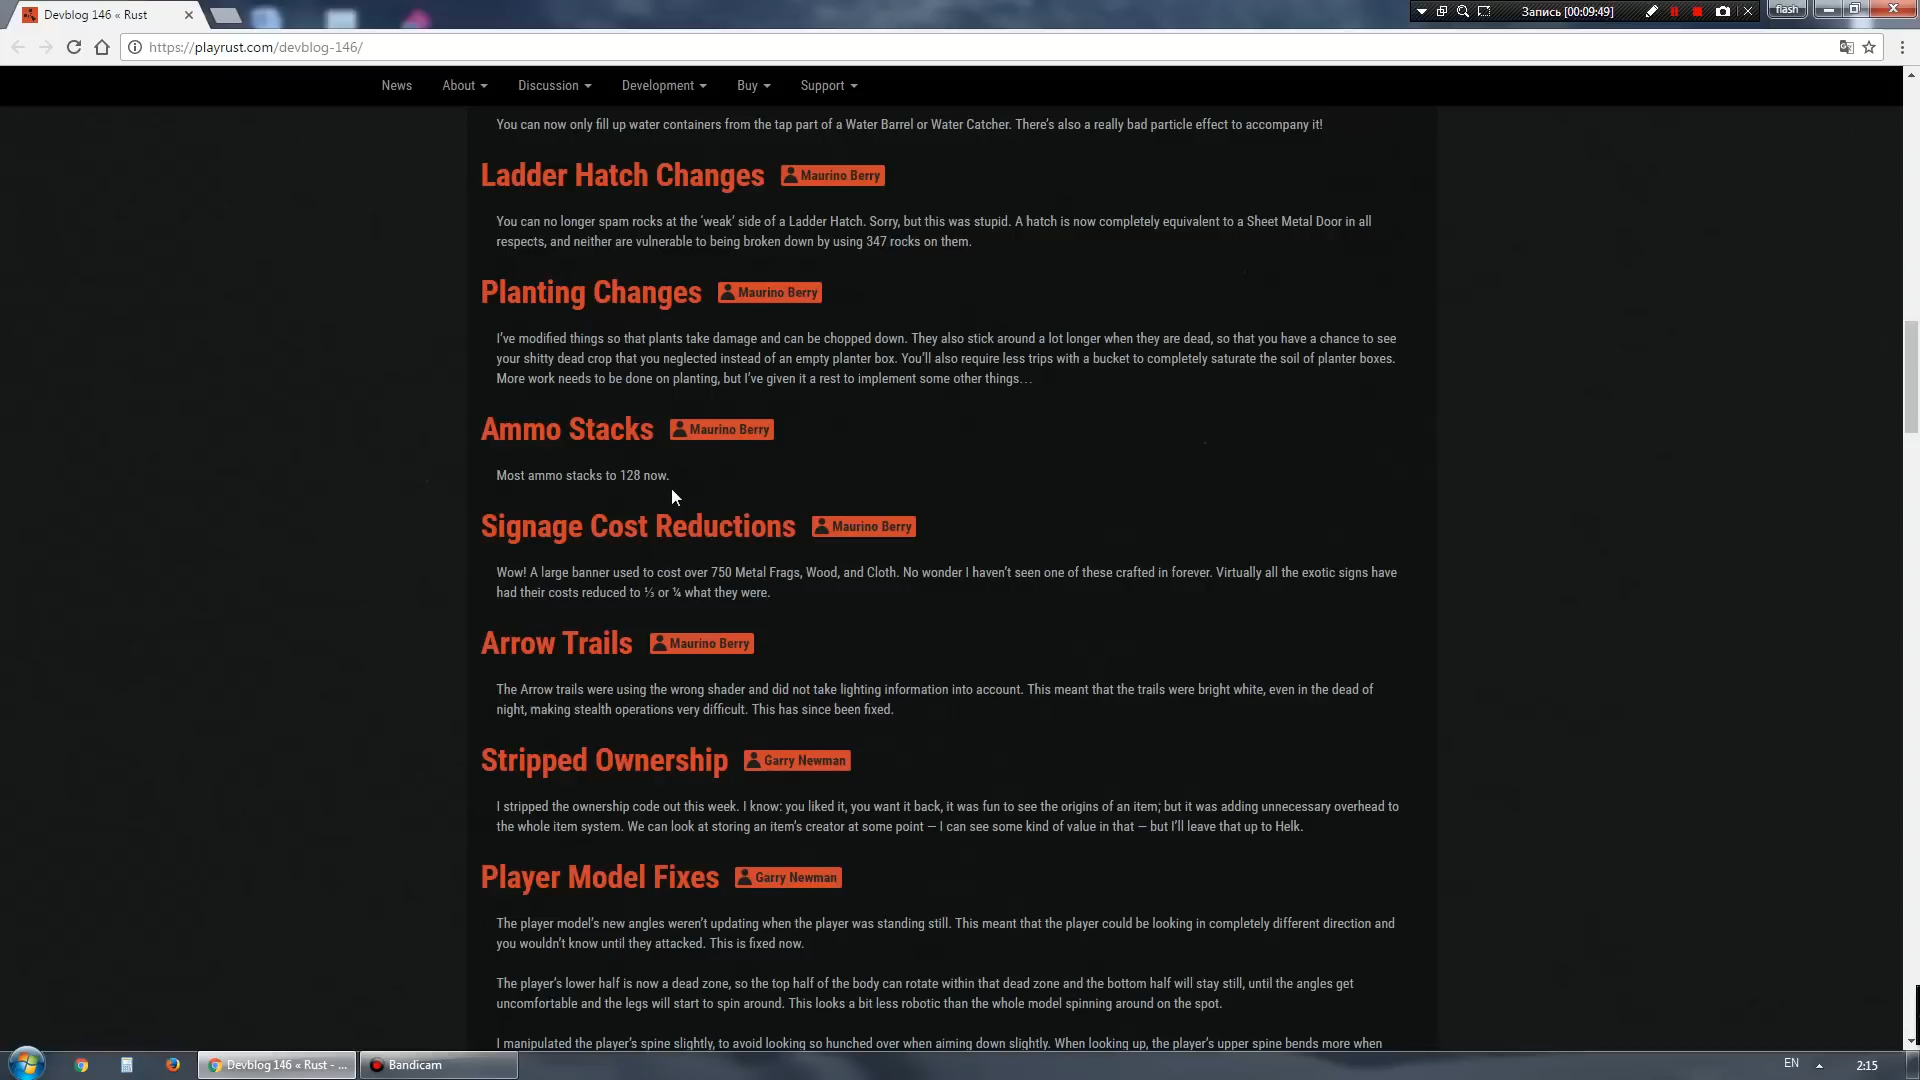 Devblog 146 « Rust
Запись [00:09:49]
flash
https://playrust.com/devblog-146/
News About Discussion Development Buy Support
You can now only fill up water containers from the tap part of a Water Barrel or Water Catcher. There’s also a really bad particle effect to accompany it!
Ladder Hatch Changes Maurino Berry
You can no longer spam rocks at the ‘weak’ side of a Ladder Hatch. Sorry, but this was stupid. A hatch is now completely equivalent to a Sheet Metal Door in all
respects, and neither are vulnerable to being broken down by using 347 rocks on them.
Planting Changes Maurino Berry
I’ve modified things so that plants take damage and can be chopped down. They also stick around a lot longer when they are dead, so that you have a chance to see
your shitty dead crop that you neglected instead of an empty planter box. You’ll also require less trips with a bucket to completely saturate the soil of planter boxes.
More work needs to be done on planting, but I’ve given it a rest to implement some other things…
Ammo Stacks Maurino Berry
Most ammo stacks to 128 now.
Signage Cost Reductions Maurino Berry
Wow! A large banner used to cost over 750 Metal Frags, Wood, and Cloth. No wonder I haven’t seen one of these crafted in forever. Virtually all the exotic signs have
had their costs reduced to ⅓ or ¼ what they were.
Arrow Trails Maurino Berry
The Arrow trails were using the wrong shader and did not take lighting information into account. This meant that the trails were bright white, even in the dead of
night, making stealth operations very difficult. This has since been fixed.
Stripped Ownership Garry Newman
I stripped the ownership code out this week. I know: you liked it, you want it back, it was fun to see the origins of an item; but it was adding unnecessary overhead to
the whole item system. We can look at storing an item’s creator at some point — I can see some kind of value in that — but I’ll leave that up to Helk.
Player Model Fixes Garry Newman
The player model’s new angles weren’t updating when the player was standing still. This meant that the player could be looking in completely different direction and
you wouldn’t know until they attacked. This is fixed now.
The player’s lower half is now a dead zone, so the top half of the body can rotate within that dead zone and the bottom half will stay still, until the angles get
uncomfortable and the legs will start to spin around. This looks a bit less robotic than the whole model spinning around on the spot.
I manipulated the player’s spine slightly, to avoid looking so hunched over when aiming down slightly. When looking up, the player’s upper spine bends more when
Devblog 146 « Rust - ...
Bandicam
EN
2:15